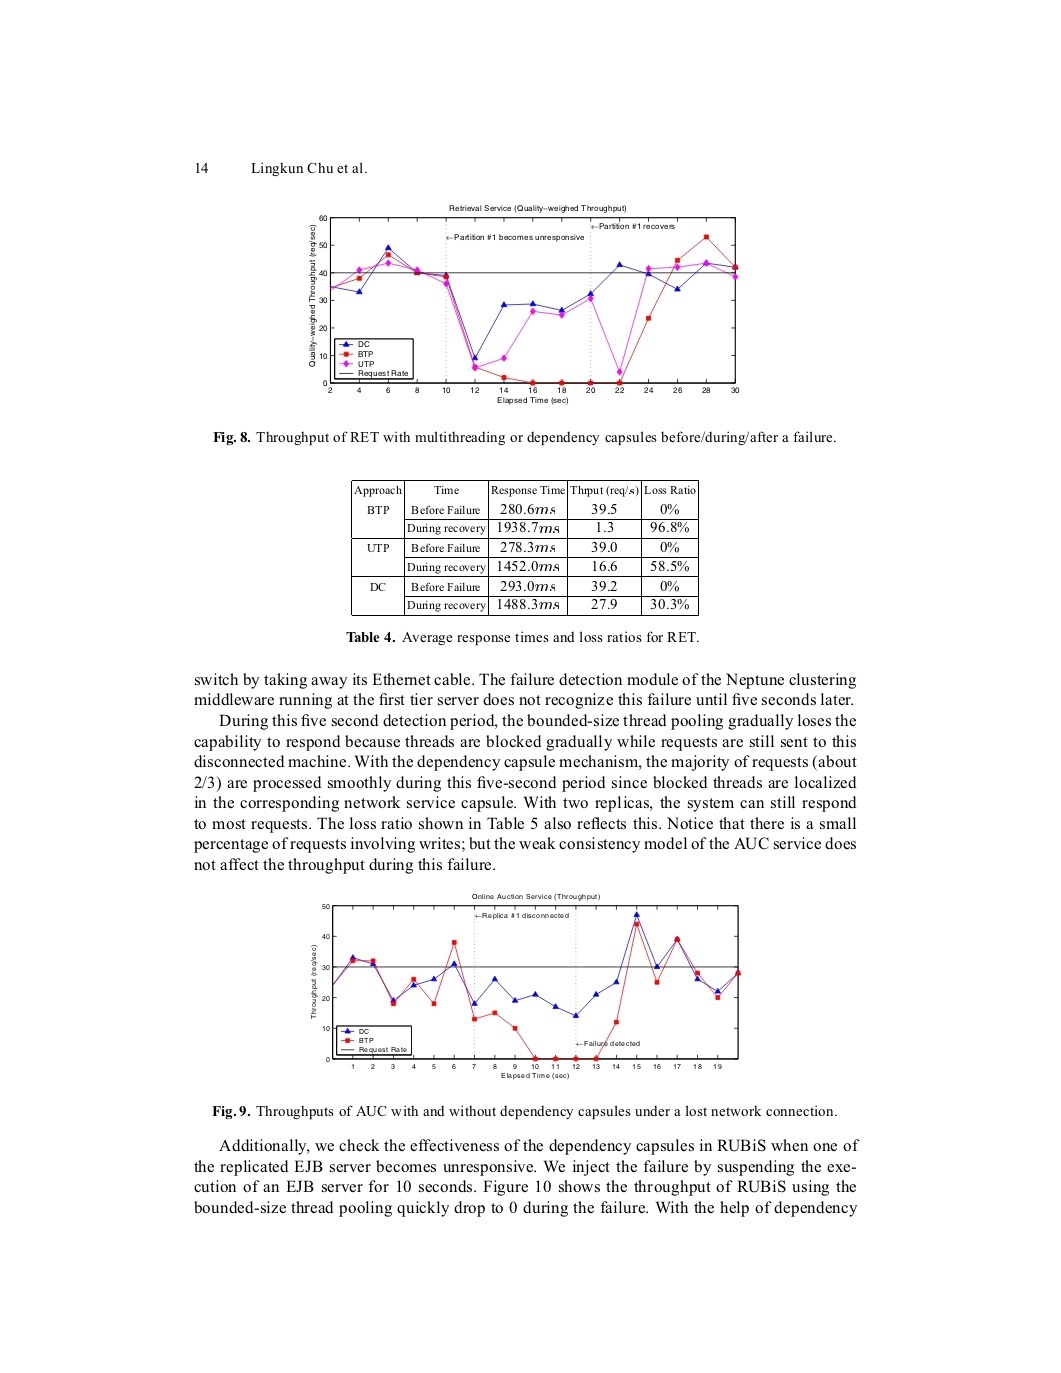 14 Lingkun Chu et al.
Retrieval Service (Quality−weighed Throughput)
Quality−weighed Throughput (req/sec)
60
50
40
30
20
10
0
←Partition #1 becomes unresponsive
←Partition #1 recovers
DC
BTP
UTP
Request Rate
2 4 6 8 10 12 14 16 18 20 22 24 26 28 30
Elapsed Time (sec)
Fig. 8. Throughput of RET with multithreading or dependency capsules before/during/after a failure.
Approach Time Response Time Thrput (req/s) Loss Ratio
BTP Before Failure 280.6ms 39.5 0%
During recovery 1938.7ms 1.3 96.8%
UTP Before Failure 278.3ms 39.0 0%
During recovery 1452.0ms 16.6 58.5%
DC Before Failure 293.0ms 39.2 0%
During recovery 1488.3ms 27.9 30.3%
Table 4. Average response times and loss ratios for RET.
switch by taking away its Ethernet cable. The failure detection module of the Neptune clustering
middleware running at the first tier server does not recognize this failure until five seconds later.
During this five second detection period, the bounded-size thread pooling gradually loses the
capability to respond because threads are blocked gradually while requests are still sent to this
disconnected machine. With the dependency capsule mechanism, the majority of requests (about
2/3) are processed smoothly during this five-second period since blocked threads are localized
in the corresponding network service capsule. With two replicas, the system can still respond
to most requests. The loss ratio shown in Table 5 also reflects this. Notice that there is a small
percentage of requests involving writes; but the weak consistency model of the AUC service does
not affect the throughput during this failure.
Online Auction Service (Throughput)
Throughput (req/sec)
50
40
30
20
10
0
←Replica #1 disconnected
←Failure detected
DC
BTP
Request Rate
1 2 3 4 5 6 7 8 9 10 11 12 13 14 15 16 17 18 19
Elapsed Time (sec)
Fig. 9. Throughputs of AUC with and without dependency capsules under a lost network connection.
Additionally, we check the effectiveness of the dependency capsules in RUBiS when one of
the replicated EJB server becomes unresponsive. We inject the failure by suspending the exe-
cution of an EJB server for 10 seconds. Figure 10 shows the throughput of RUBiS using the
bounded-size thread pooling quickly drop to 0 during the failure. With the help of dependency